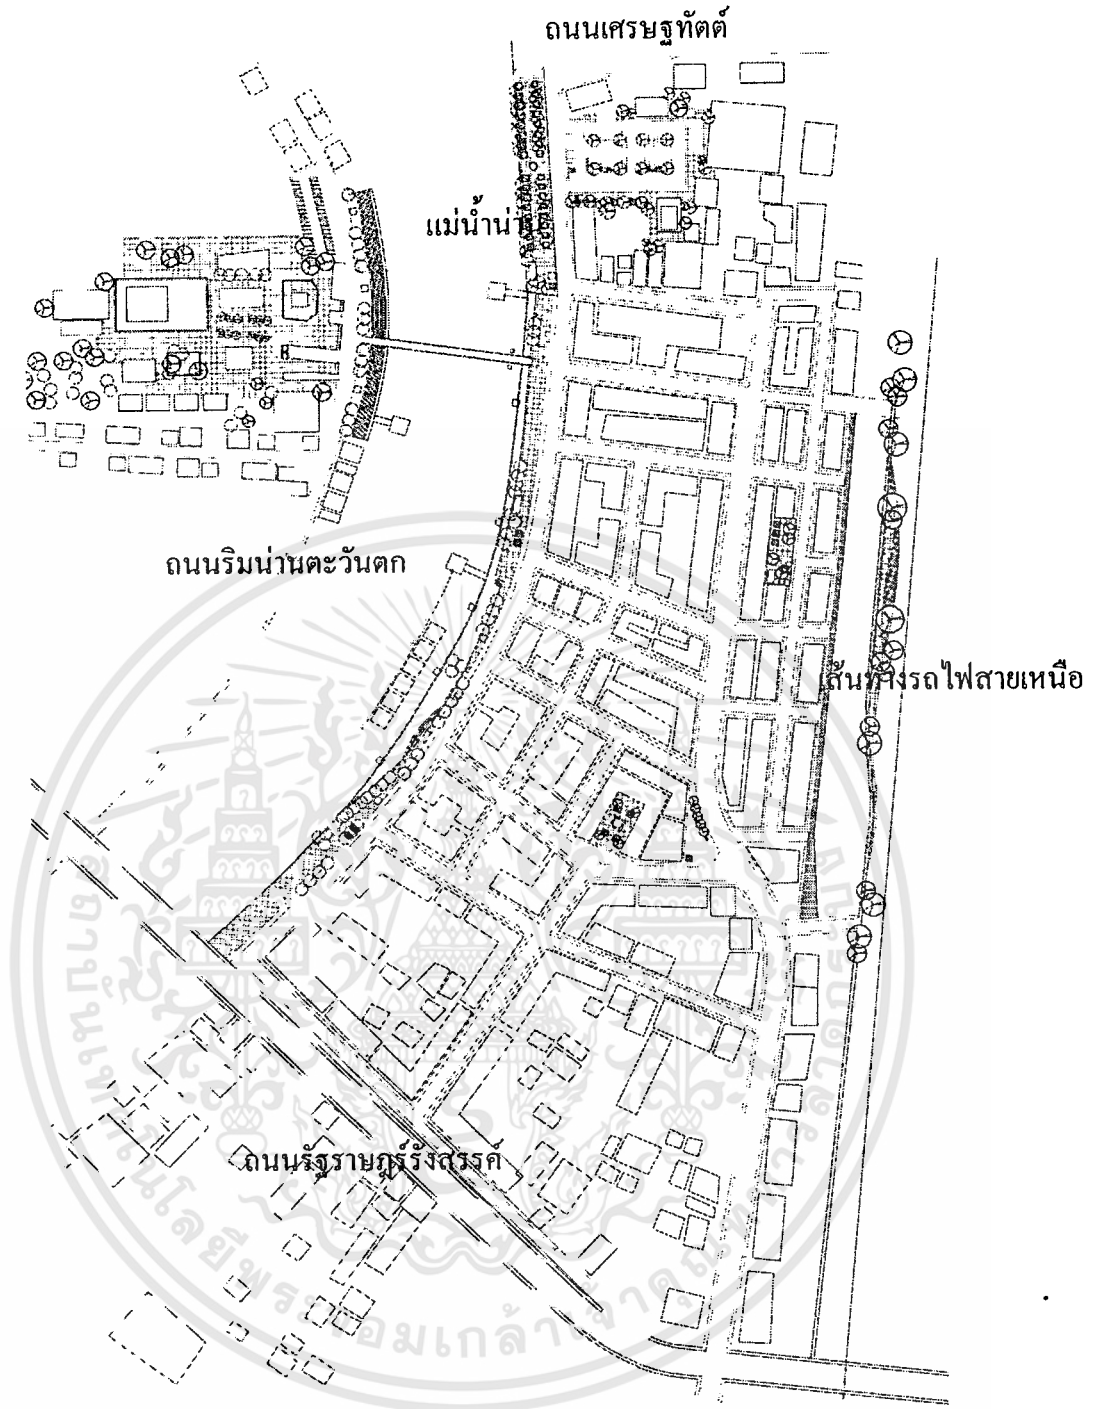 ถนนเศรษฐทัตต์
แม่น้ำน่าน
ถนนริมน่านตะวันตก
เส้นทางรถไฟสายเหนือ
ถนนรัฐราษฎร์รังสรรค์